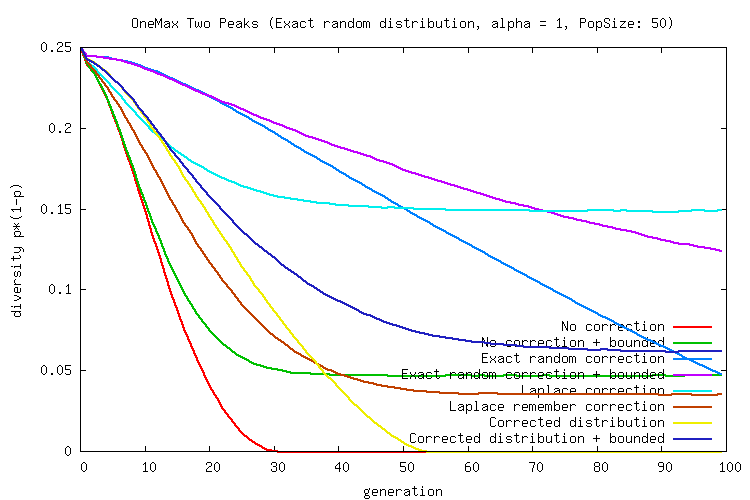 OneMax Two Peaks (Exact random distribution, alpha = 1, PopSize: 50)
0.25
0.2
0.15
0.1
0.05
0
diversity p*(1-p)
No correction
No correction + bounded
Exact random correction
Exact random correction + bounded
Laplace correction
Laplace remember correction
Corrected distribution
Corrected distribution + bounded
0 10 20 30 40 50 60 70 80 90 100
generation